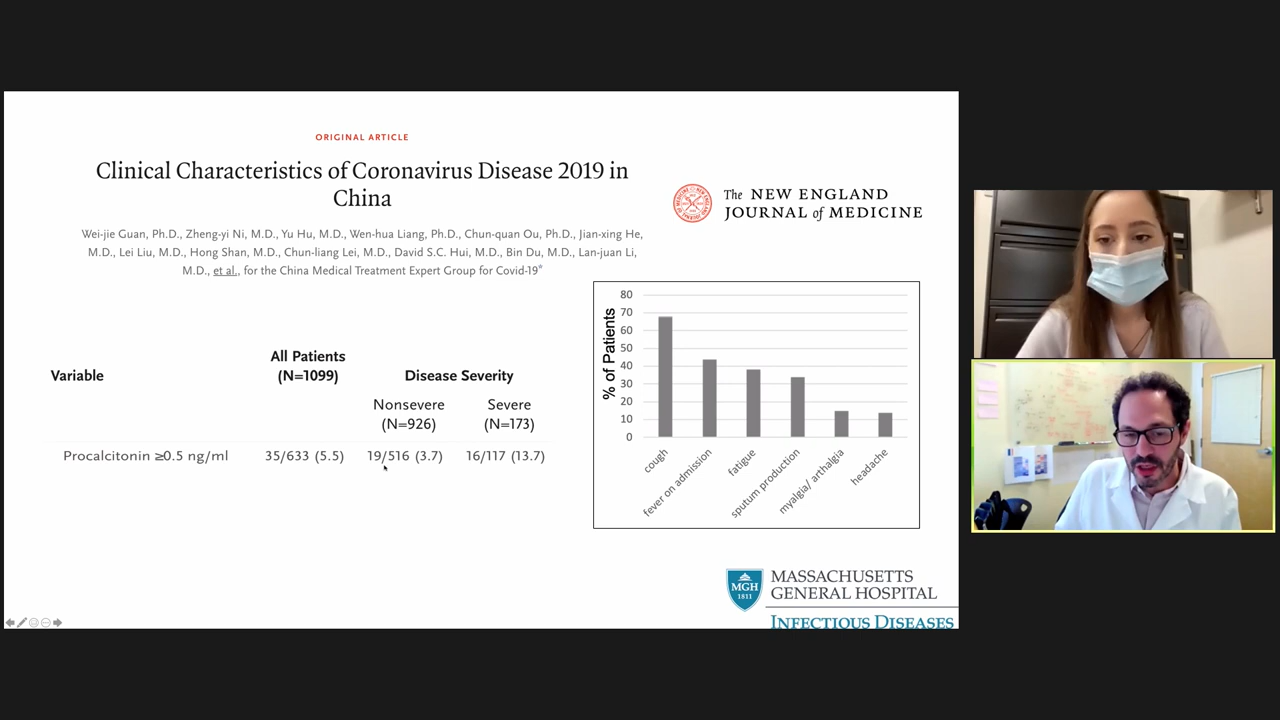 ORIGINAL ARTICLE
Clinical Characteristics of Coronavirus Disease 2019 in
China
Wei-jie Guan, Ph.D., Zheng-yi Ni, M.D., Yu Hu, M.D., Wen-hua Liang, Ph.D., Chun-quan Ou, Ph.D., Jian-xing He,
M.D., Lei Liu, M.D., Hong Shan, M.D., Chun-liang Lei, M.D., David S.C. Hui, M.D., Bin Du, M.D., Lan-juan Li,
M.D., et al., for the China Medical Treatment Expert Group for Covid-19*
The NEW ENGLAND
JOURNAL of MEDICINE
All Patients
Variable (N=1099) Disease Severity
Nonsevere Severe
(N=926) (N=173)
Procalcitonin ≥0.5 ng/ml 35/633 (5.5) 19/516 (3.7) 16/117 (13.7)
% of Patients
80
70
60
50
40
30
20
10
0
cough
fever on admission
fatigue
sputum production
myalgia/ arthalgia
headache
MGH
1811
MASSACHUSETTS
GENERAL HOSPITAL
INFECTIOUS DISEASES